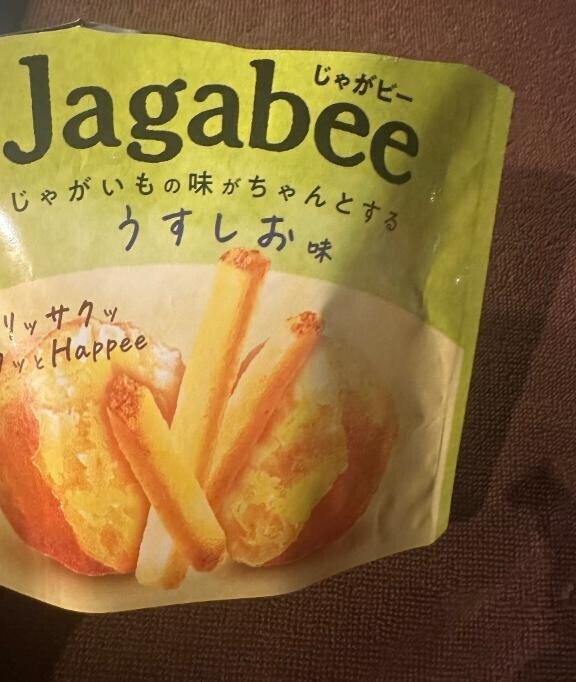 Jagabee
じゃがビー
じゃがいもの味がちゃんとする
うすしお味
リッサクッ
ッとHappee